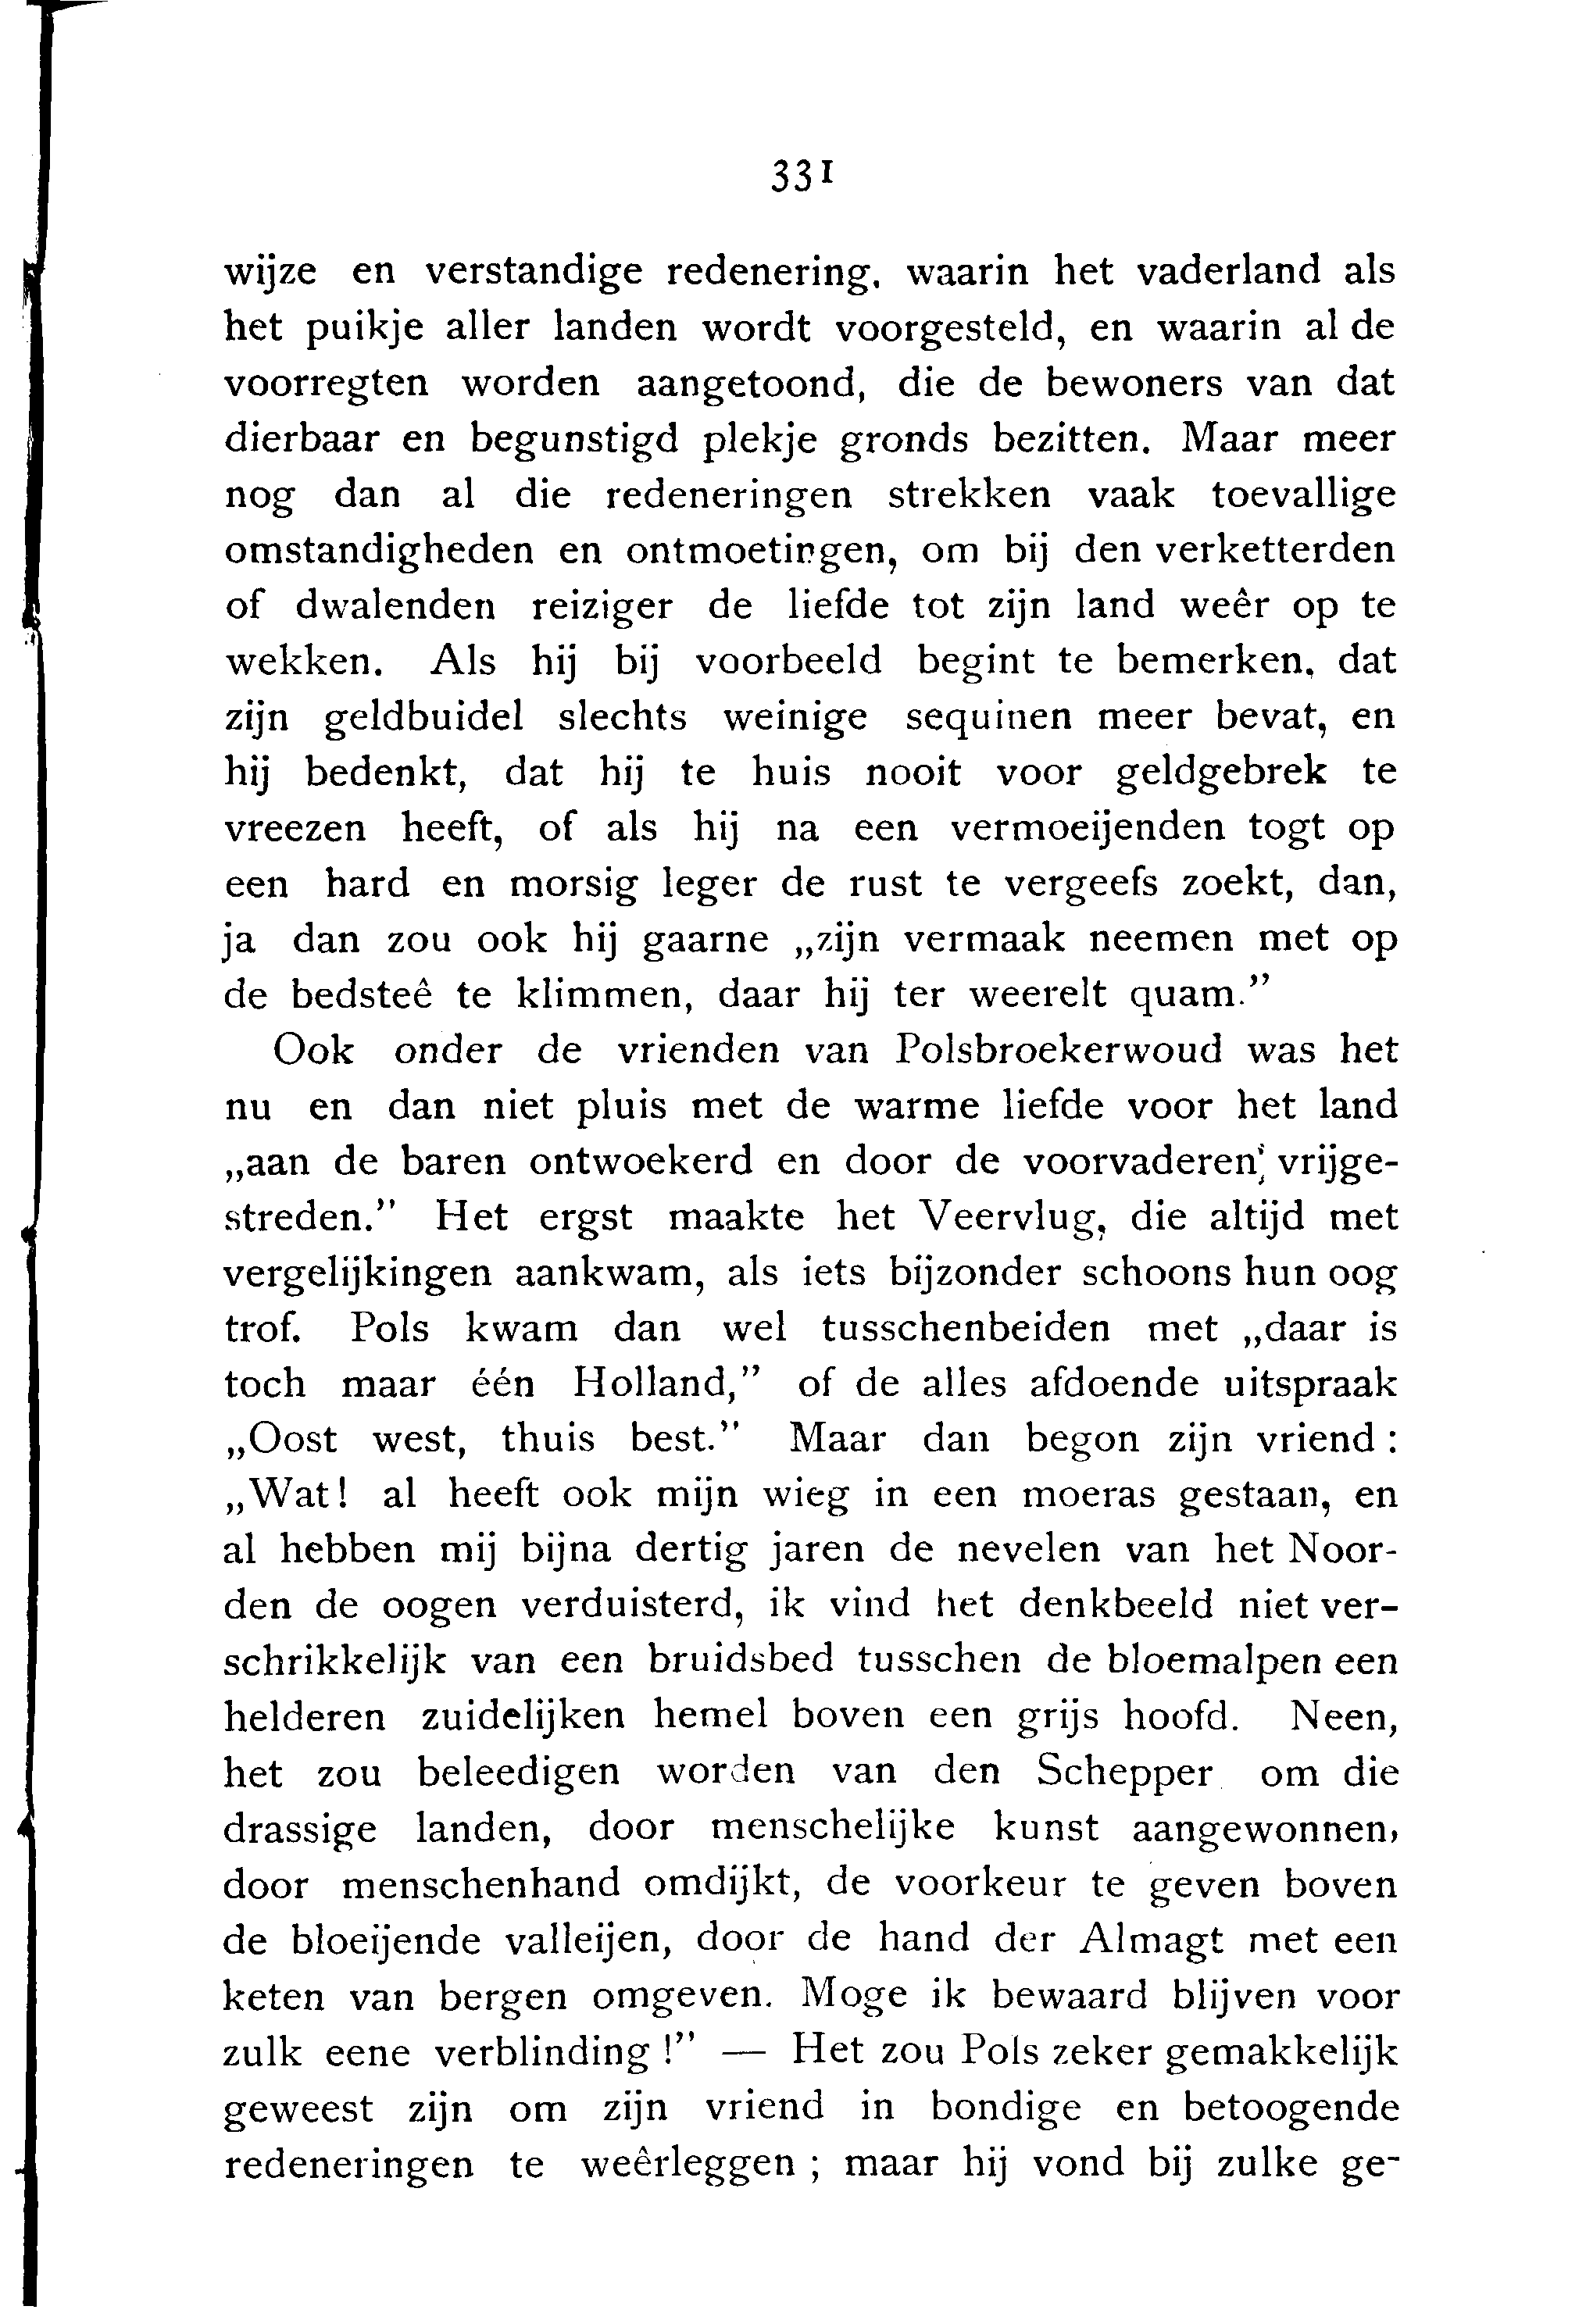 331
wijze en verstandige redenering, waarin het vaderland als
het puikje aller landen wordt voorgesteld, en waarin al de
voorregten worden aangetoond, die de bewoners van dat
dierbaar en begunstigd plekje gronds bezitten. Maar meer
nog dan al die redeneringen strekken vaak toevallige
omstandigheden en ontmoetingen, om bij den verketterden
of dwalenden reiziger de liefde tot zijn land weêr op te
wekken. Als hij bij voorbeeld begint te bemerken, dat
zijn geldbuidel slechts weinige sequinen meer bevat, en
hij bedenkt, dat hij te huis nooit voor geldgebrek te
vreezen heeft, of als hij na een vermoeijenden togt op
een hard en morsig leger de rust te vergeefs zoekt, dan,
ja dan zou ook hij gaarne „zijn vermaak neemen met op
de bedsteê te klimmen, daar hij ter weerelt quam.”
Ook onder de vrienden van Polsbroekerwoud was het
nu en dan niet pluis met de warme liefde voor het land
„aan de baren ontwoekerd en door de voorvaderen; vrijge-
streden.” Het ergst maakte het Veervlug, die altijd met
vergelijkingen aankwam, als iets bijzonder schoons hun oog
trof. Pols kwam dan wel tusschenbeiden met „daar is
toch maar één Holland,” of de alles afdoende uitspraak
„Oost west, thuis best.” Maar dan begon zijn vriend :
„Wat! al heeft ook mijn wieg in een moeras gestaan, en
al hebben mij bijna dertig jaren de nevelen van het Noor-
den de oogen verduisterd, ik vind het denkbeeld niet ver-
schrikkelijk van een bruidsbed tusschen de bloemalpen een
helderen zuidelijken hemel boven een grijs hoofd. Neen,
het zou beleedigen worden van den Schepper om die
drassige landen, door menschelijke kunst aangewonnen,
door menschenhand omdijkt, de voorkeur te geven boven
de bloeijende valleijen, door de hand der Almagt met een
keten van bergen omgeven. Moge ik bewaard blijven voor
zulk eene verblinding !” — Het zou Pols zeker gemakkelijk
geweest zijn om zijn vriend in bondige en betoogende
redeneringen te weêrleggen ; maar hij vond bij zulke ge-